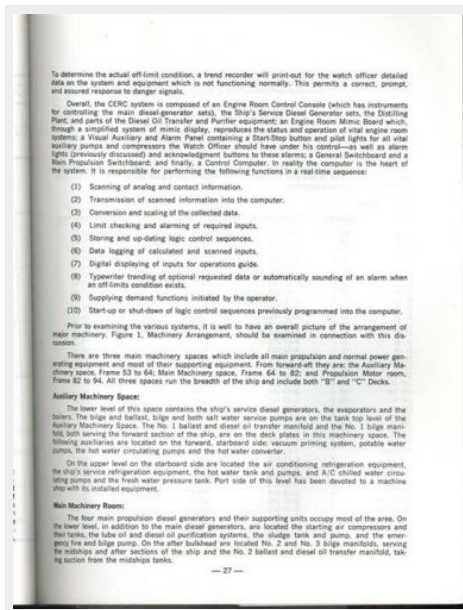 To determine the actual off-limit condition, a trend recorder will print-out for the watch officer detailed
data on the system and equipment which is not functioning normally. This permits a correct, prompt,
and assured response to danger signals.
Overall, the CERC system is composed of an Engine Room Control Console (which has instruments
for controlling the main diesel-generator sets), the Ship's Service Diesel Generator sets, the Distilling
Plant, and parts of the Diesel Oil Transfer and Purifier equipment; an Engine Room Mimic Board which,
through a simplified system of mimic display, reproduces the status and operation of vital engine room
systems; a Visual Auxiliary and Alarm Panel containing a Start-Stop button and pilot lights for all vital
auxiliary pumps and compressors the Watch Officer should have under his control—as well as alarm
lights (previously discussed) and acknowledgment buttons to these alarms; a General Switchboard and a
Main Propulsion Switchboard; and finally, a Control Computer. In reality the computer is the heart of
the system. It is responsible for performing the following functions in a real-time sequence:
(1) Scanning of analog and contact information.
(2) Transmission of scanned information into the computer.
(3) Conversion and scaling of the collected data.
(4) Limit checking and alarming of required inputs.
(5) Storing and up-dating logic control sequences.
(6) Data logging of calculated and scanned inputs.
(7) Digital displaying of inputs for operations guide.
(8) Typewriter trending of optional requested data or automatically sounding of an alarm when
an off-limits condition exists.
(9) Supplying demand functions initiated by the operator.
(10) Start-up or shut-down of logic control sequences previously programmed into the computer.
Prior to examining the various systems, it is well to have an overall picture of the arrangement of
major machinery. Figure 1, Machinery Arrangement, should be examined in connection with this dis-
cussion.
There are three main machinery spaces which include all main propulsion and normal power gen-
erating equipment and most of their supporting equipment. From forward-aft they are: the Auxiliary Ma-
chinery space, Frame 53 to 64; Main Machinery space, Frame 64 to 82; and Propulsion Motor room,
Frame 82 to 94. All three spaces run the breadth of the ship and include both "B" and "C" Decks.
Auxiliary Machinery Space:
The lower level of this space contains the ship's service diesel generators, the evaporators and the
boilers. The bilge and ballast, bilge and both salt water service pumps are on the tank top level of the
Auxiliary Machinery Space. The No. 1 ballast and diesel oil transfer manifold and the No. 1 bilge mani-
fold, both serving the forward section of the ship, are on the deck plates in this machinery space. The
following auxiliaries are located on the forward, starboard side: vacuum priming system, potable water
pumps, the hot water circulating pumps and the hot water converter.
On the upper level on the starboard side are located the air conditioning refrigeration equipment,
the ship's service refrigeration equipment, the hot water tank and pumps, and A/C chilled water circu-
lating pumps and the fresh water pressure tank. Port side of this level has been devoted to a machine
shop with its installed equipment.
Main Machinery Room:
The four main propulsion diesel generators and their supporting units occupy most of the area. On
the lower level, in addition to the main diesel generators, are located the starting air compressors and
their tanks, the lube oil and diesel oil purification systems, the sludge tank and pump, and the emer-
gency fire and bilge pump. On the after bulkhead are located No. 2 and No. 3 bilge manifolds, serving
the midships and after sections of the ship and the No. 2 ballast and diesel oil transfer manifold, tak-
ing suction from the midships tanks.
— 27 —